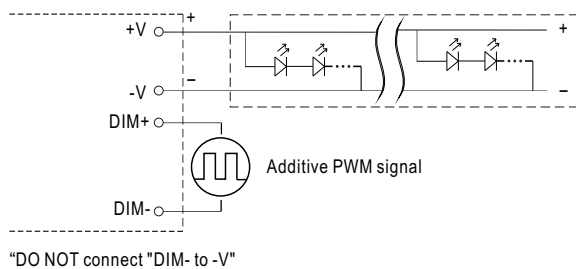 +V
+
+
-V
–
–
DIM+
Additive PWM signal
DIM-
“DO NOT connect "DIM- to -V"